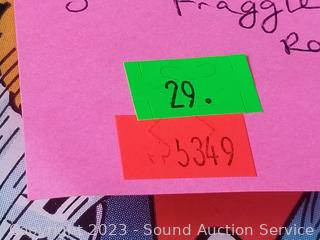 Fraggle
Ro
29.
5349
Copyright 2023 - Sound Auction Service